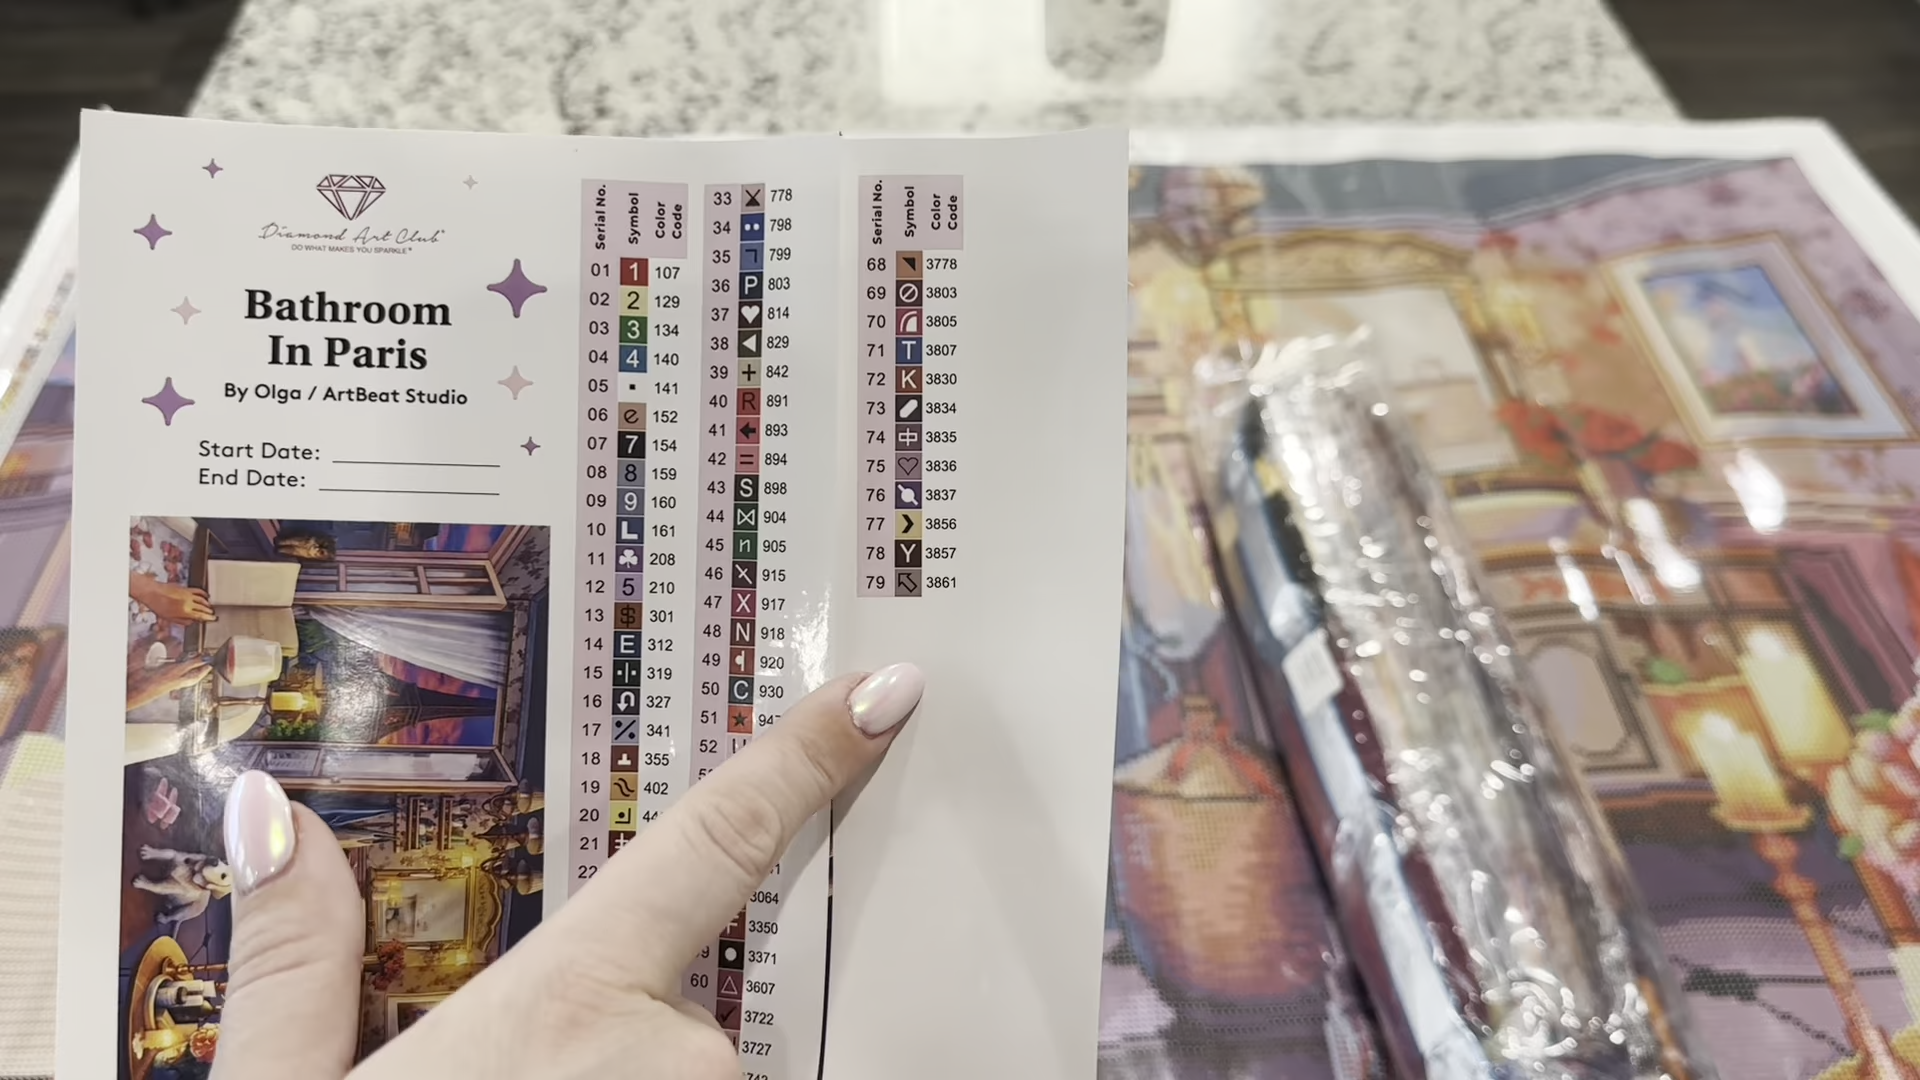 Diamond Art Club
DO WHAT MAKES YOU SPARKLE
Bathroom
In Paris
By Olga / ArtBeat Studio
Start Date:
End Date:
Serial No. Symbol Color Code
01 1 107
02 2 129
03 3 134
04 4 140
05 141
06 e 152
07 7 154
08 8 159
09 9 160
10 L 161
11 ♣ 208
12 5 210
13 $ 301
14 E 312
15 319
16 327
17 341
18 355
19 402
20
21
22
33 778
34 798
35 799
36 P 803
37 ♥ 814
38 ◀ 829
39 + 842
40 R 891
41 ← 893
42 = 894
43 S 898
44 ⋈ 904
45 n 905
46 915
47 X 917
48 N 918
49 920
50 C 930
51 ★
52
3064
3350
● 3371
60 △ 3607
✓ 3722
3727
Serial No. Symbol Color Code
68 ◥ 3778
69 ⊘ 3803
70 3805
71 T 3807
72 K 3830
73 3834
74 中 3835
75 ♡ 3836
76 3837
77 ❯ 3856
78 Y 3857
79 3861